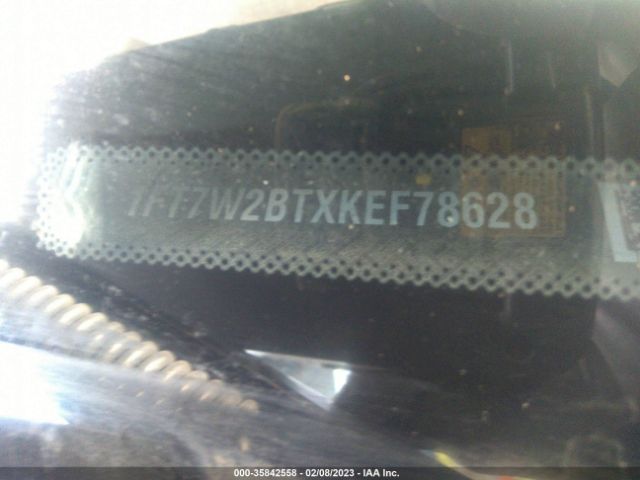 1FT7W2BTXKEF78628
000-35842558 - 02/08/2023 - IAA Inc.